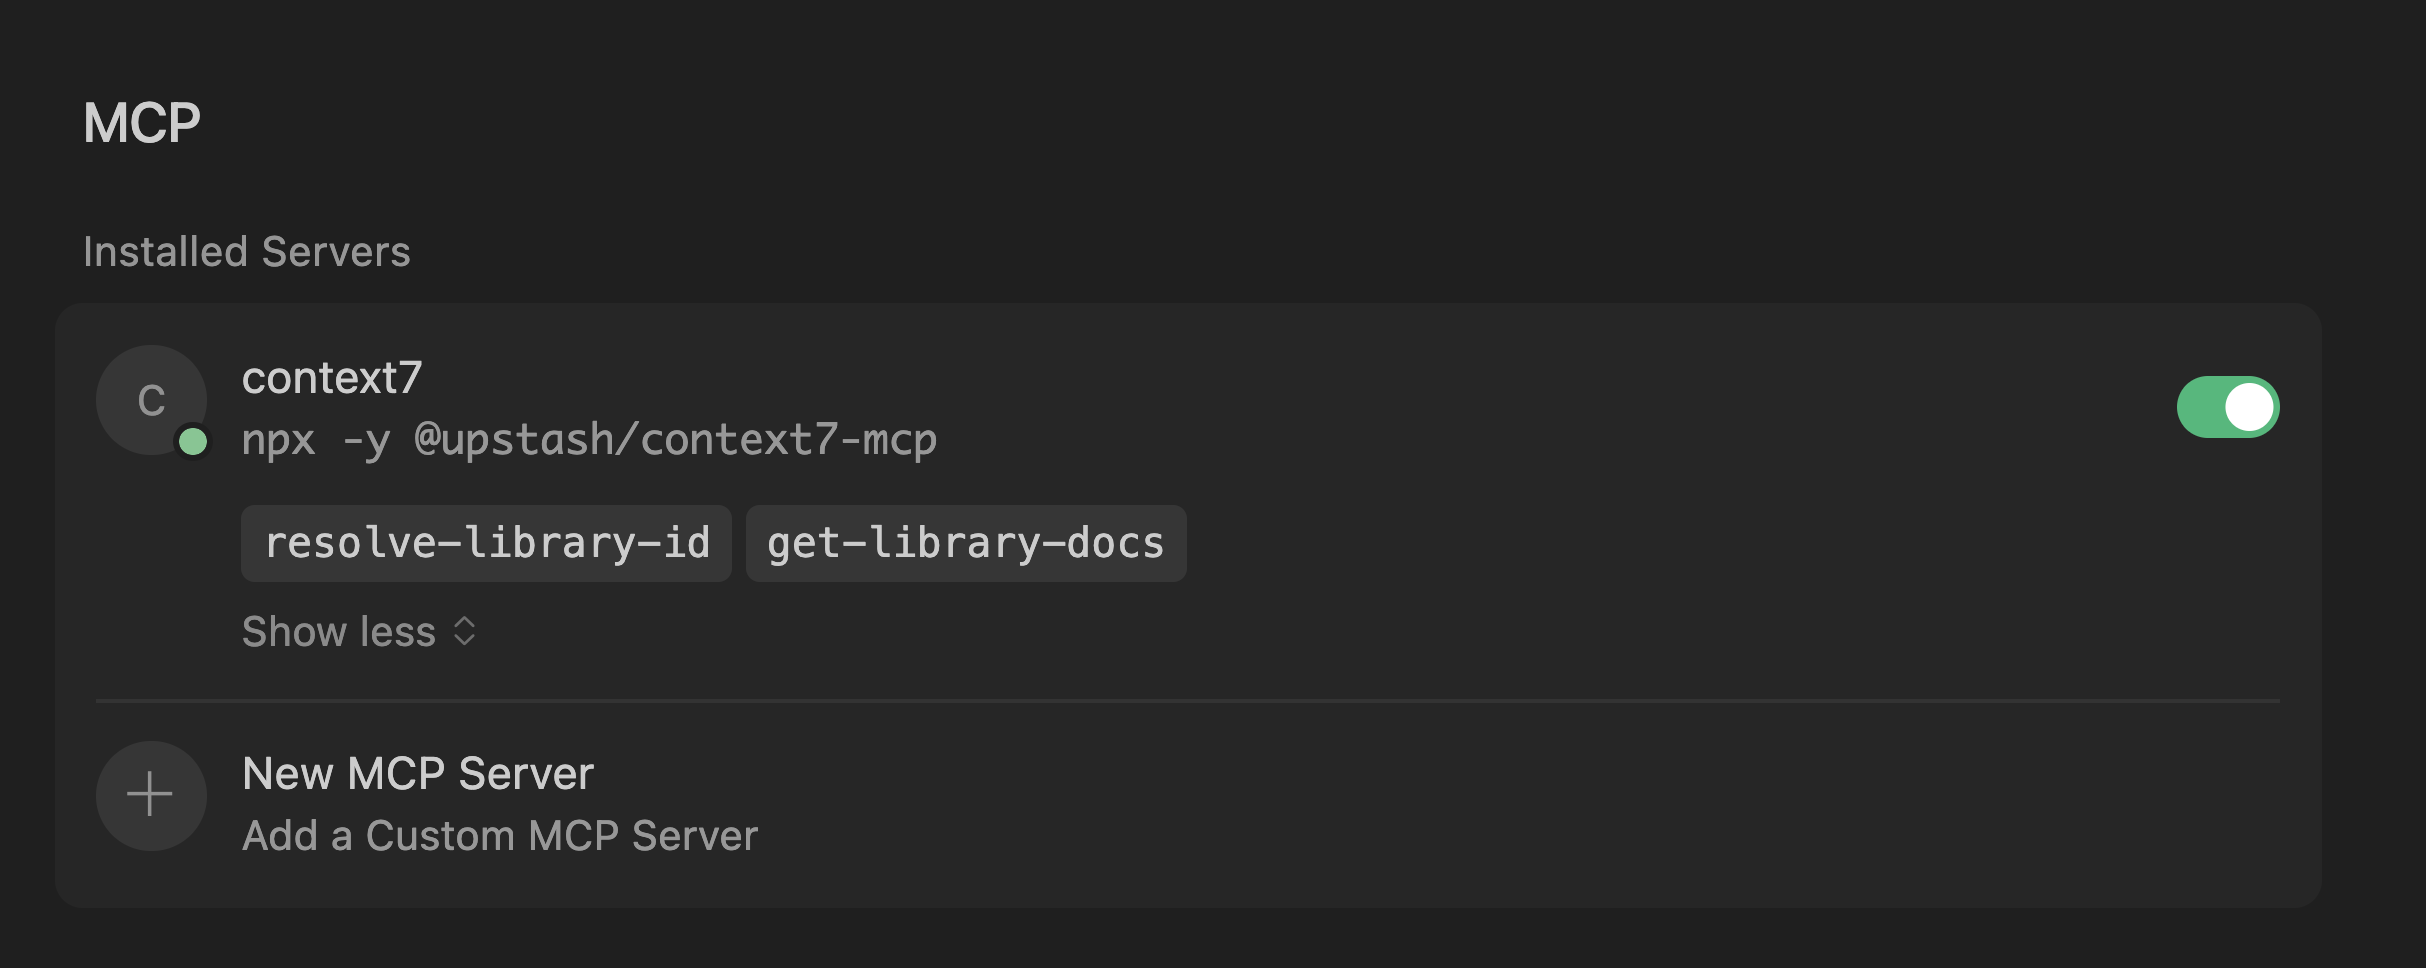 MCP
Installed Servers
C
context7
npx -y @upstash/context7-mcp
resolve-library-id get-library-docs
Show less
New MCP Server
Add a Custom MCP Server